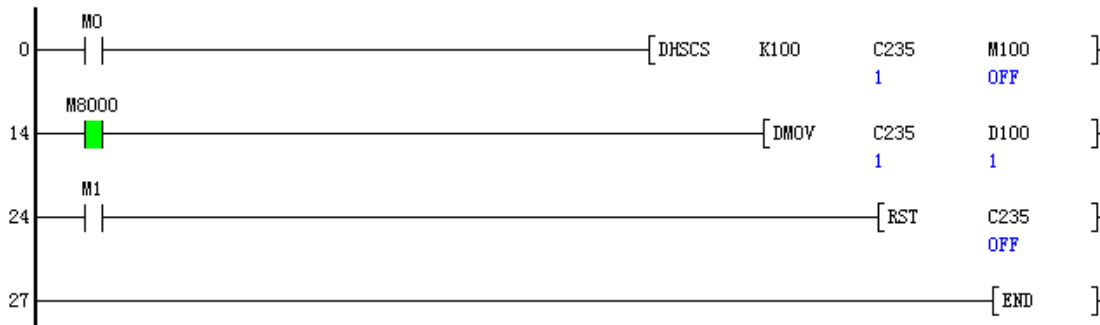 M0
0 [DHSCS K100 C235 M100 ]
1 OFF
M8000
14 [DMOV C235 D100 ]
1 1
M1
24 [RST C235 ]
OFF
27 [END ]